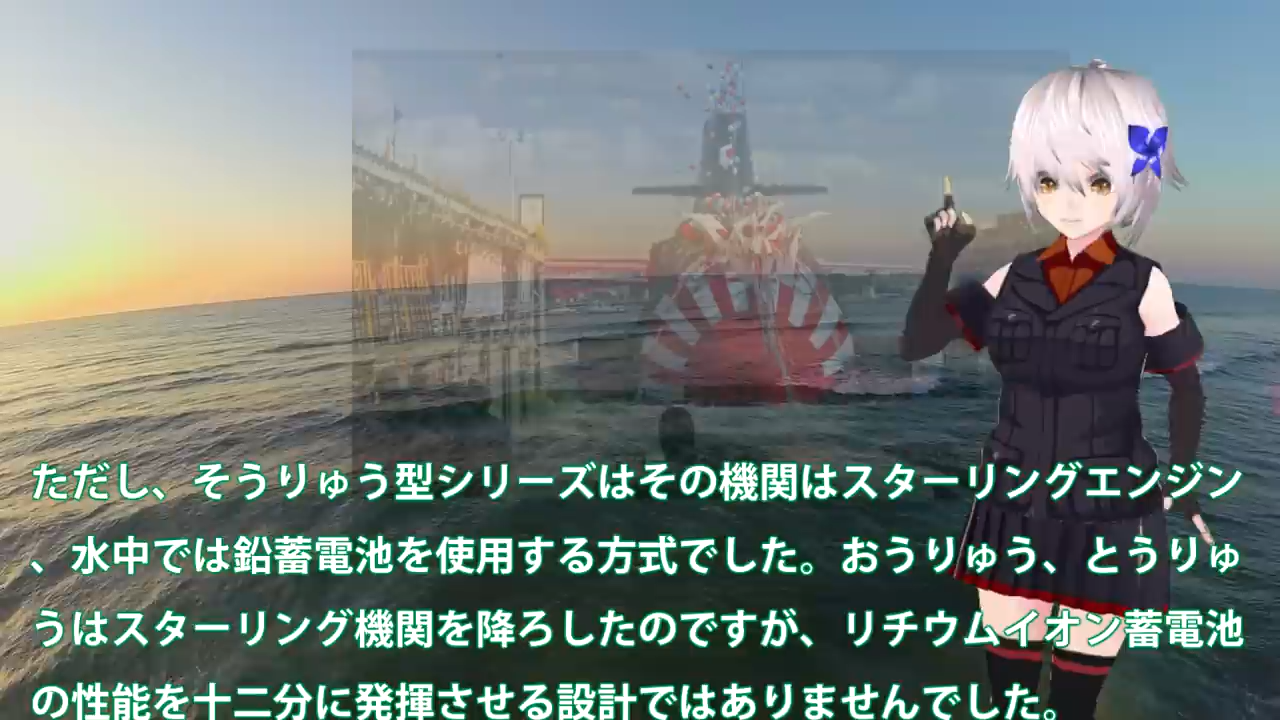 ただし、そうりゅう型シリーズはその機関はスターリングエンジン
、水中では鉛蓄電池を使用する方式でした。おうりゅう、とうりゅ
うはスターリング機関を降ろしたのですが、リチウムイオン蓄電池
の性能を十二分に発揮させる設計ではありませんでした。